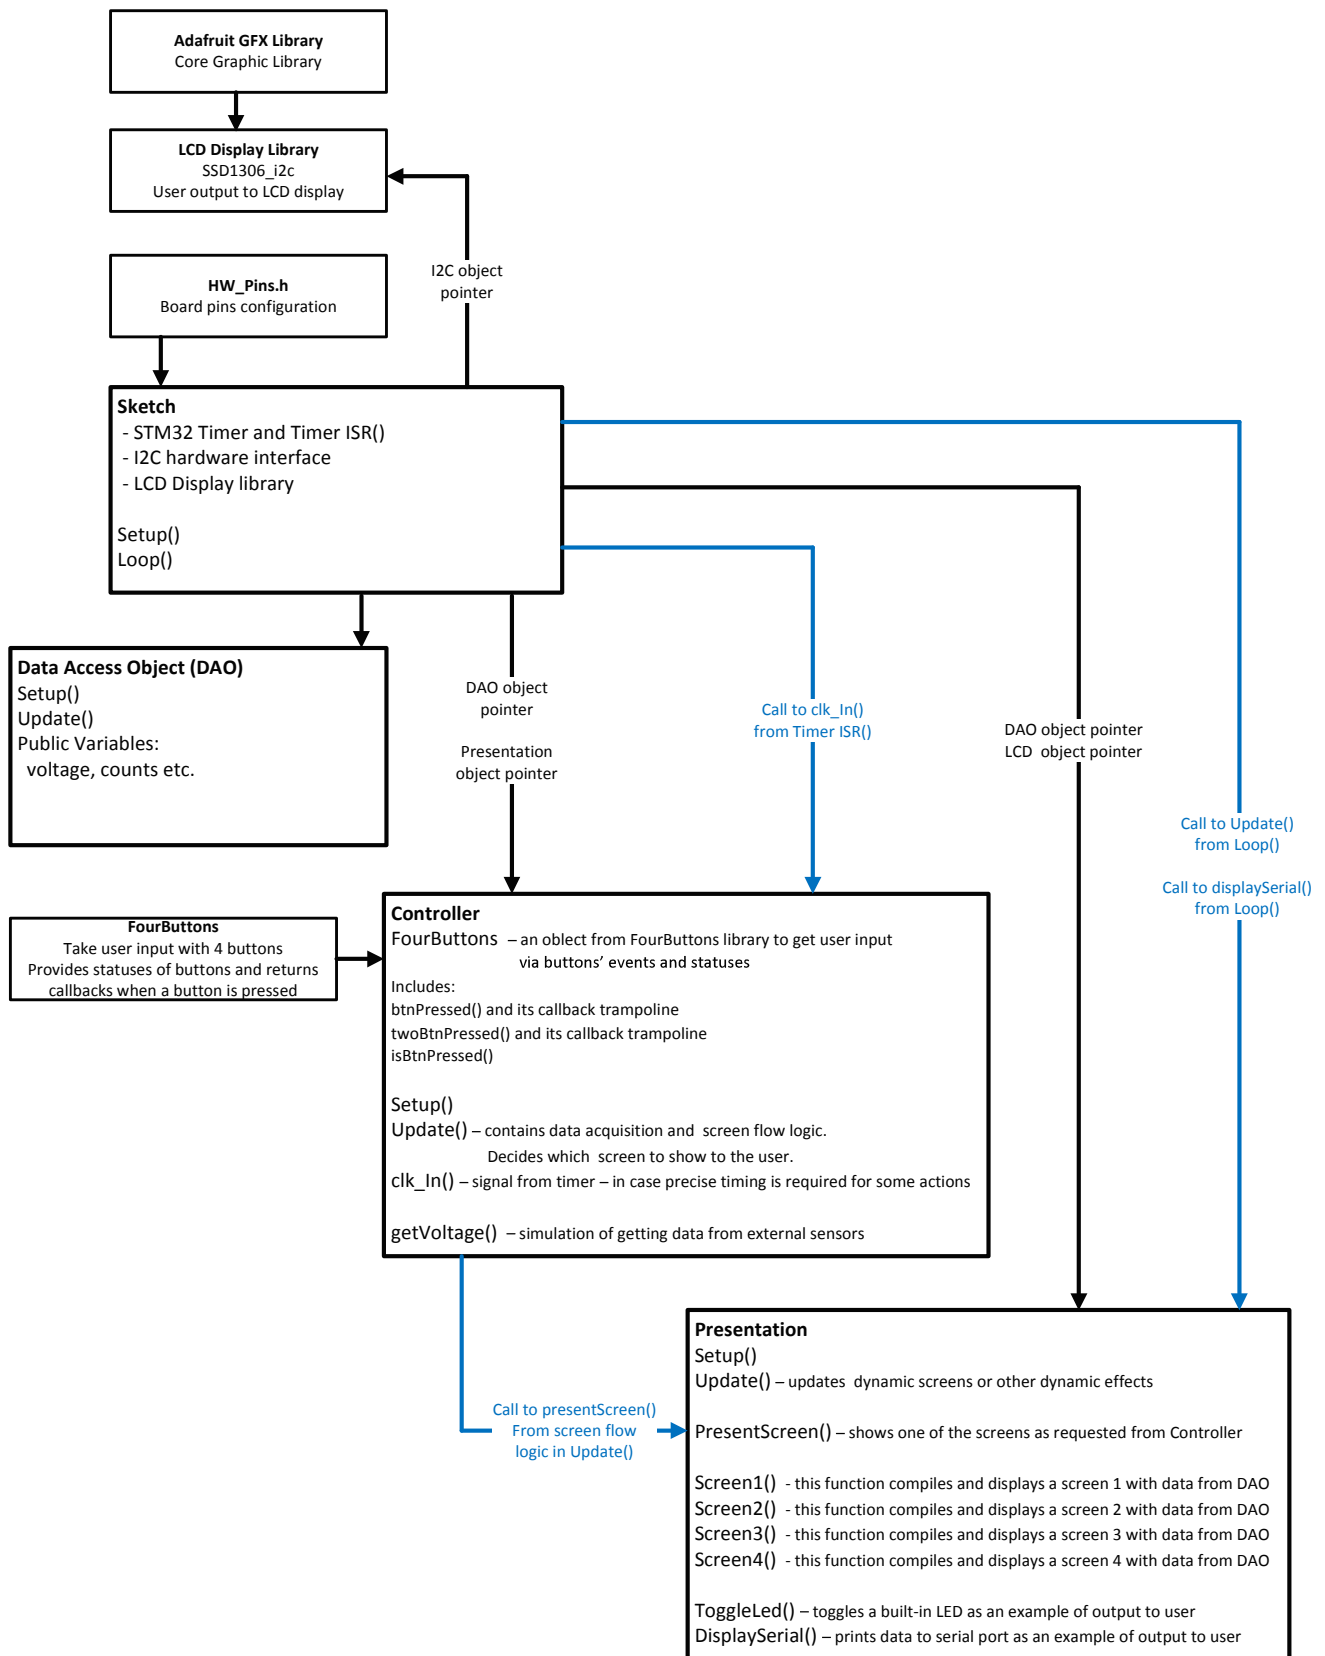 Adafruit GFX Library
Core Graphic Library
LCD Display Library
SSD1306_i2c
User output to LCD display
I2C object
pointer
HW_Pins.h
Board pins configuration
Sketch
- STM32 Timer and Timer ISR()
- I2C hardware interface
- LCD Display library
Setup()
Loop()
Data Access Object (DAO)
Setup()
Update()
Public Variables:
voltage, counts etc.
DAO object
pointer
Presentation
object pointer
Call to clk_In()
from Timer ISR()
DAO object pointer
LCD object pointer
Call to Update()
from Loop()
Call to displaySerial()
from Loop()
FourButtons
Take user input with 4 buttons
Provides statuses of buttons and returns
callbacks when a button is pressed
Controller
FourButtons – an oblect from FourButtons library to get user input
via buttons’ events and statuses
Includes:
btnPressed() and its callback trampoline
twoBtnPressed() and its callback trampoline
isBtnPressed()
Setup()
Update() – contains data acquisition and screen flow logic.
Decides which screen to show to the user.
clk_In() – signal from timer – in case precise timing is required for some actions
getVoltage() – simulation of getting data from external sensors
Call to presentScreen()
From screen flow
logic in Update()
Presentation
Setup()
Update() – updates dynamic screens or other dynamic effects
PresentScreen() – shows one of the screens as requested from Controller
Screen1() - this function compiles and displays a screen 1 with data from DAO
Screen2() - this function compiles and displays a screen 2 with data from DAO
Screen3() - this function compiles and displays a screen 3 with data from DAO
Screen4() - this function compiles and displays a screen 4 with data from DAO
ToggleLed() – toggles a built-in LED as an example of output to user
DisplaySerial() – prints data to serial port as an example of output to user